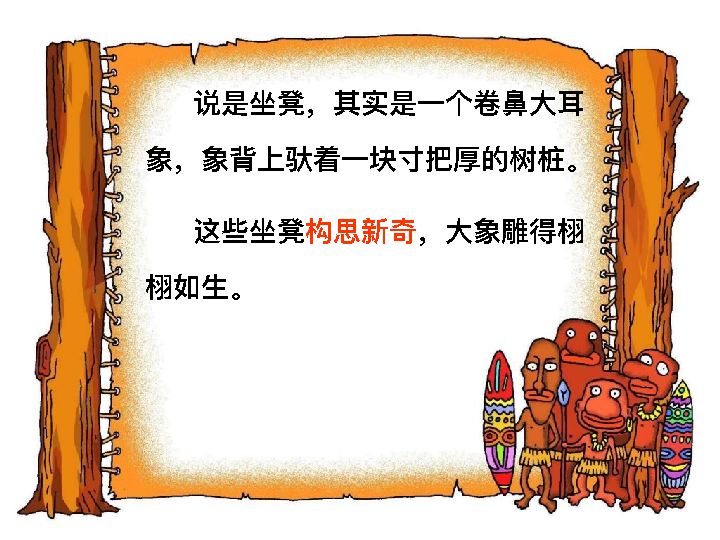 说是坐凳，其实是一个卷鼻大耳
象，象背上驮着一块寸把厚的树桩。
这些坐凳构思新奇，大象雕得栩
栩如生。